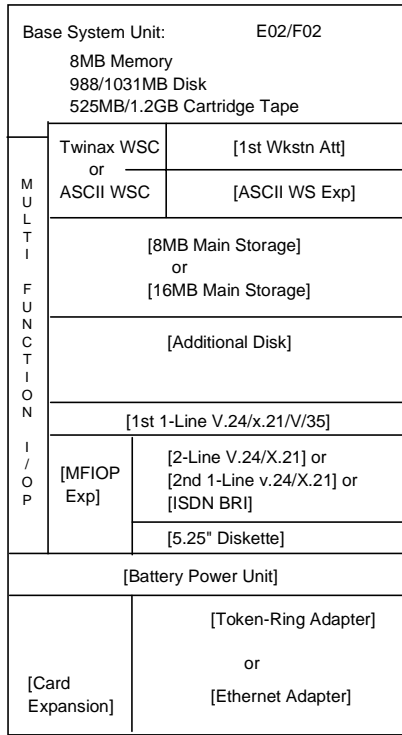 Base System Unit: E02/F02
8MB Memory
988/1031MB Disk
525MB/1.2GB Cartridge Tape
MULTI FUNCTION I/OP
Twinax WSC
or
ASCII WSC
[1st Wkstn Att]
[ASCII WS Exp]
[8MB Main Storage]
or
[16MB Main Storage]
[Additional Disk]
[1st 1-Line V.24/x.21/V/35]
[MFIOP
Exp]
[2-Line V.24/X.21] or
[2nd 1-Line v.24/X.21] or
[ISDN BRI]
[5.25" Diskette]
[Battery Power Unit]
[Card
Expansion]
[Token-Ring Adapter]
or
[Ethernet Adapter]